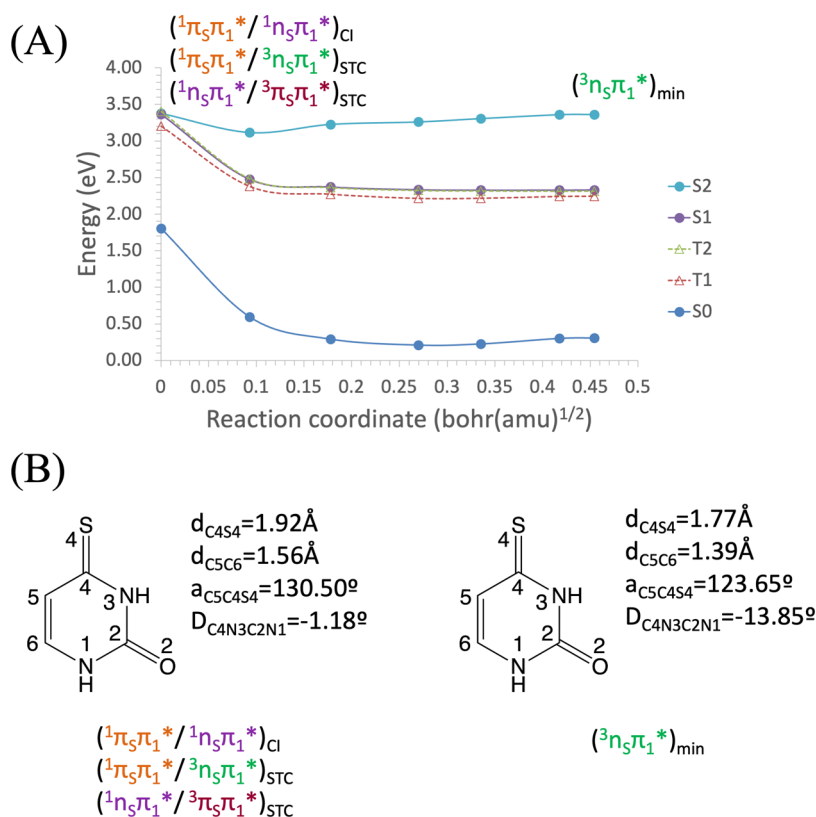 (A)
(¹πₛπ₁*/¹nₛπ₁*)CI
(¹πₛπ₁*/³nₛπ₁*)STC
(¹nₛπ₁*/³πₛπ₁*)STC
(³nₛπ₁*)min
4.00
3.50
3.00
2.50
2.00
1.50
1.00
0.50
0.00
Energy (eV)
0
0.05
0.1
0.15
0.2
0.25
0.3
0.35
0.4
0.45
0.5
Reaction coordinate (bohr(amu)¹/²)
S2
S1
T2
T1
S0
(B)
S
4
4
5
3
NH
6
1
2
2
N
H
O
dC4S4=1.92Å
dC5C6=1.56Å
aC5C4S4=130.50º
DC4N3C2N1=-1.18º
(¹πₛπ₁*/¹nₛπ₁*)CI
(¹πₛπ₁*/³nₛπ₁*)STC
(¹nₛπ₁*/³πₛπ₁*)STC
S
4
4
5
3
NH
6
1
2
2
N
H
O
dC4S4=1.77Å
dC5C6=1.39Å
aC5C4S4=123.65º
DC4N3C2N1=-13.85º
(³nₛπ₁*)min